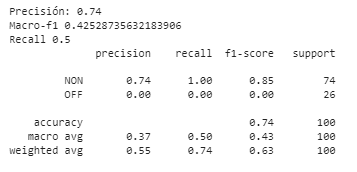 Precisión: 0.74
Macro-f1 0.42528735632183906
Recall 0.5
precision recall f1-score support
NON 0.74 1.00 0.85 74
OFF 0.00 0.00 0.00 26
accuracy 0.74 100
macro avg 0.37 0.50 0.43 100
weighted avg 0.55 0.74 0.63 100